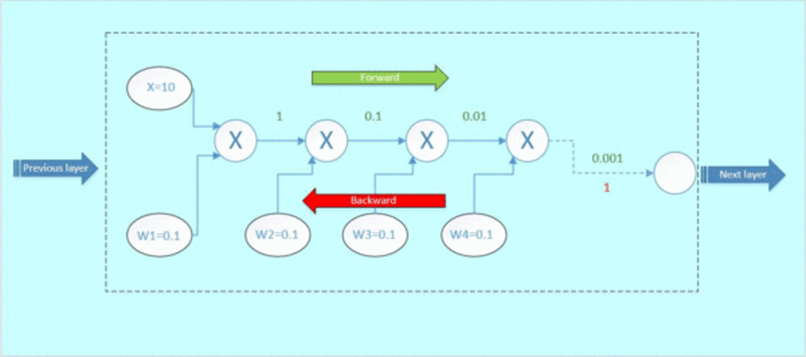 Forward
X=10
X
1
X
0.1
X
0.01
X
0.001
1
Previous layer
Next layer
Backward
W1=0.1
W2=0.1
W3=0.1
W4=0.1